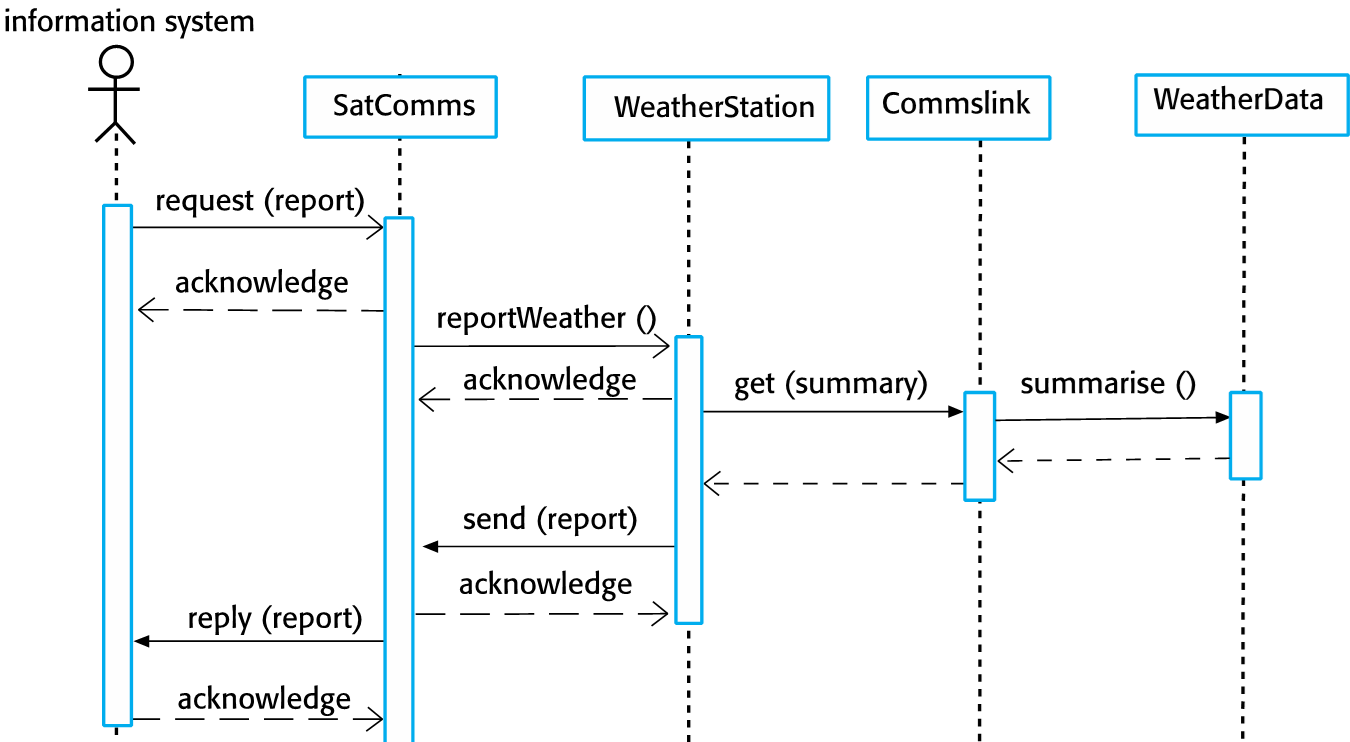 information system
SatComms
WeatherStation
Commslink
WeatherData
request (report)
acknowledge
reportWeather ()
acknowledge
get (summary)
summarise ()
send (report)
acknowledge
reply (report)
acknowledge